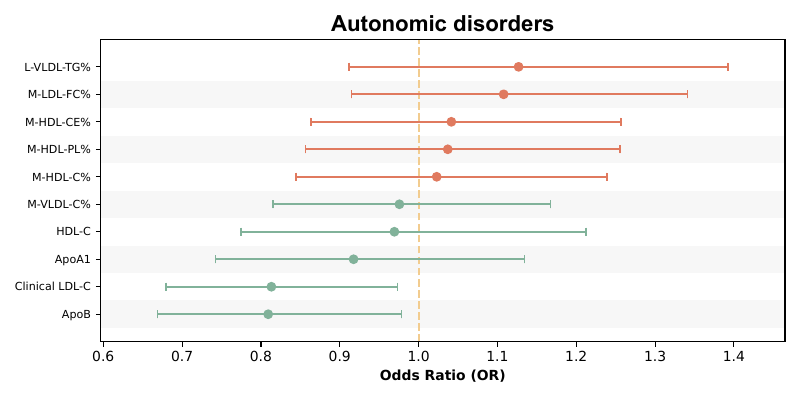 Autonomic disorders
L-VLDL-TG%
M-LDL-FC%
M-HDL-CE%
M-HDL-PL%
M-HDL-C%
M-VLDL-C%
HDL-C
ApoA1
Clinical LDL-C
ApoB
0.6 0.7 0.8 0.9 1.0 1.1 1.2 1.3 1.4
Odds Ratio (OR)